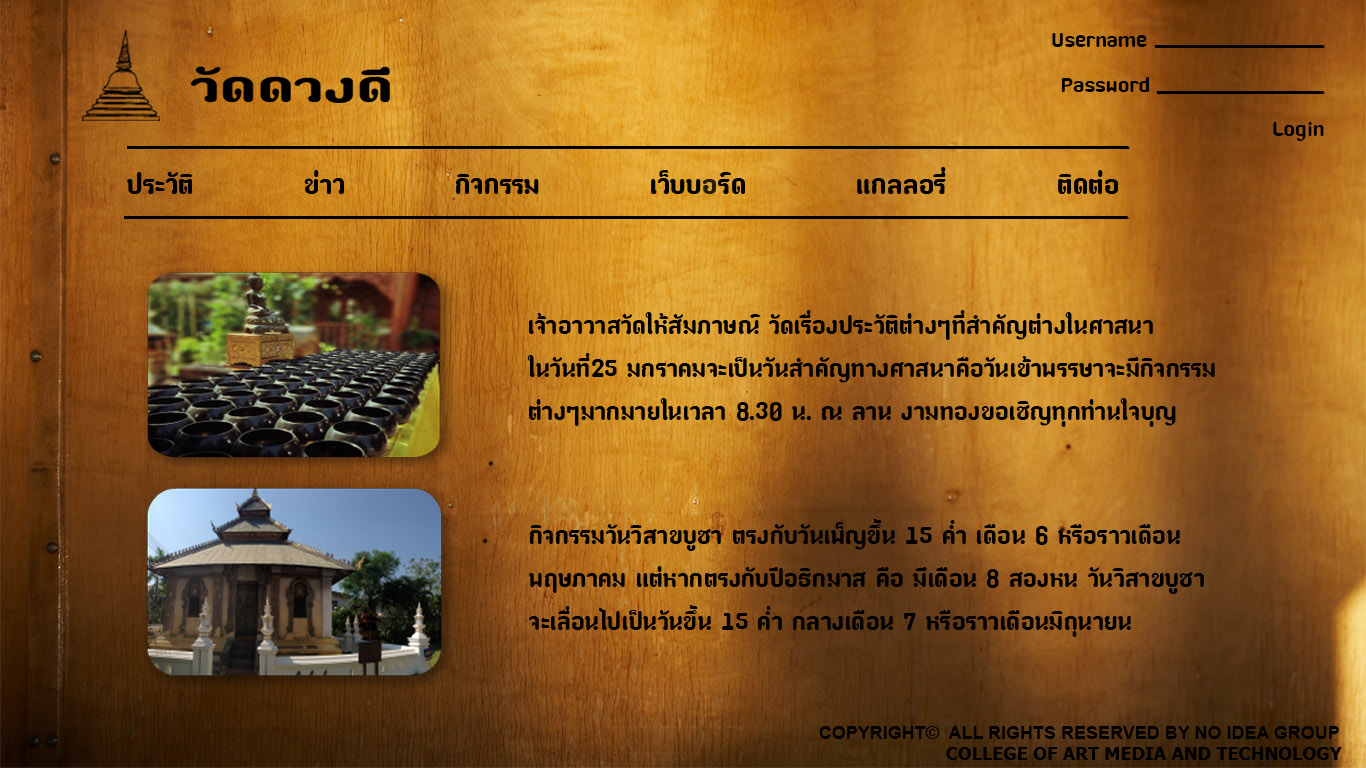 วัดดวงดี
Username
Password
Login
ประวัติ ข่าว กิจกรรม เว็บบอร์ด แกลลอรี่ ติดต่อ
เจ้าอาวาสวัดให้สัมภาษณ์ วัดเรื่องประวัติต่างๆที่สำคัญต่างในศาสนา
ในวันที่25 มกราคมจะเป็นวันสำคัญทางศาสนาคือวันเข้าพรรษาจะมีกิจกรรม
ต่างๆมากมายในเวลา 8.30 น. ณ ลาน งามทองขอเชิญทุกท่านใจบุญ
กิจกรรมวันวิสาขบูชา ตรงกับวันเพ็ญขึ้น 15 ค่ำ เดือน 6 หรือราวเดือน
พฤษภาคม แต่หากตรงกับปีอธิกมาส คือ มีเดือน 8 สองหน วันวิสาขบูชา
จะเลื่อนไปเป็นวันขึ้น 15 ค่ำ กลางเดือน 7 หรือราวเดือนมิถุนายน
COPYRIGHT© ALL RIGHTS RESERVED BY NO IDEA GROUP
COLLEGE OF ART MEDIA AND TECHNOLOGY